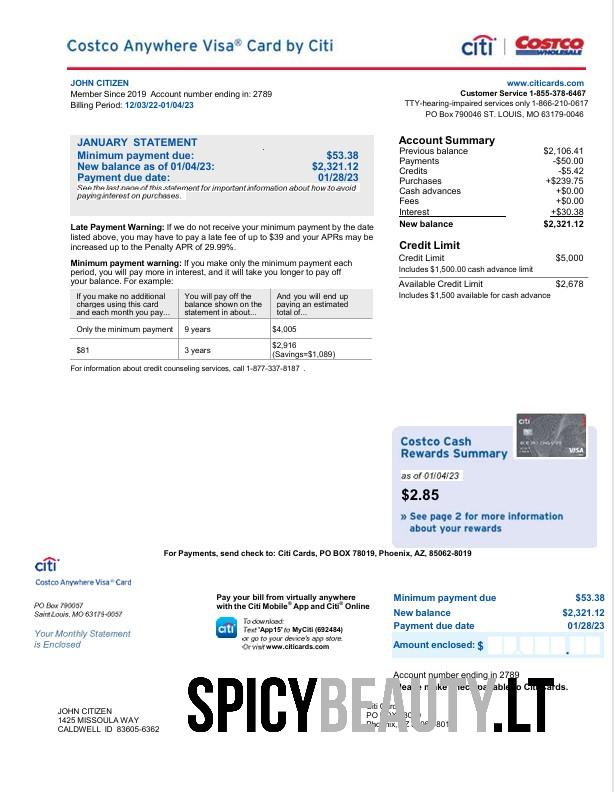 Costco Anywhere Visa® Card by Citi
citi
COSTCO
WHOLESALE
JOHN CITIZEN
Member Since 2019 Account number ending in: 2789
Billing Period: 12/03/22-01/04/23
www.citicards.com
Customer Service 1-855-378-6467
TTY-hearing-impaired services only 1-866-210-0617
PO Box 790046 ST. LOUIS, MO 63179-0046
JANUARY STATEMENT
Minimum payment due: $53.38
New balance as of 01/04/23: $2,321.12
Payment due date: 01/28/23
See the last page of this statement for important information about how to avoid
paying interest on purchases.
Late Payment Warning: If we do not receive your minimum payment by the date
listed above, you may have to pay a late fee of up to $39 and your APRs may be
increased up to the Penalty APR of 29.99%.
Minimum payment warning: If you make only the minimum payment each
period, you will pay more in interest, and it will take you longer to pay off
your balance. For example:
If you make no additional
charges using this card
and each month you pay...
You will pay off the
balance shown on the
statement in about...
And you will end up
paying an estimated
total of...
Only the minimum payment 9 years $4,005
$81 3 years $2,916
(Savings=$1,089)
For information about credit counseling services, call 1-877-337-8187 .
Account Summary
Previous balance $2,106.41
Payments -$50.00
Credits -$5.42
Purchases +$239.75
Cash advances +$0.00
Fees +$0.00
Interest +$30.38
New balance $2,321.12
Credit Limit
Credit Limit $5,000
Includes $1,500.00 cash advance limit
Available Credit Limit $2,678
Includes $1,500 available for cash advance
citi
VISA
Costco Cash
Rewards Summary
as of 01/04/23
$2.85
» See page 2 for more information
about your rewards
For Payments, send check to: Citi Cards, PO BOX 78019, Phoenix, AZ, 85062-8019
citi
Costco Anywhere Visa® Card
PO Box 790057
Saint Louis, MO 63179-0057
Your Monthly Statement
is Enclosed
Pay your bill from virtually anywhere
with the Citi Mobile® App and Citi® Online
citi
To download:
Text 'App15' to MyCiti (692484)
or go to your device's app store.
Or visit www.citicards.com
Minimum payment due $53.38
New balance $2,321.12
Payment due date 01/28/23
Amount enclosed: $
Account number ending in 2789
Please make check payable to Citi Cards.
SPICYBEAUTY.LT
JOHN CITIZEN
1425 MISSOULA WAY
CALDWELL ID 83605-6362